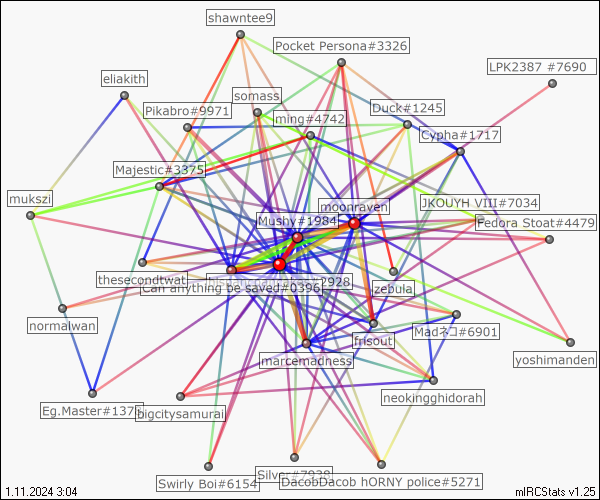 shawntee9
Pocket Persona#3326
LPK2387 #7690
eliakith
somass
Pikabro#9971
ming#4742
Duck#1245
Cypha#1717
Majestic#3375
mukszi
moonraven
JKOUYH VIII#7034
Mushy#1984
Fedora Stoat#4479
thesecondtwat
2928
Can anything be saved#0396
zebula
normalwan
Madネコ#6901
frisout
marcemadness
yoshimanden
neokingghidorah
Eg.Master#137
bigcitysamurai
Swirly Boi#6154
Silver#7938
DacobDacob hORNY police#5271
1.11.2024 3:04
mIRCStats v1.25